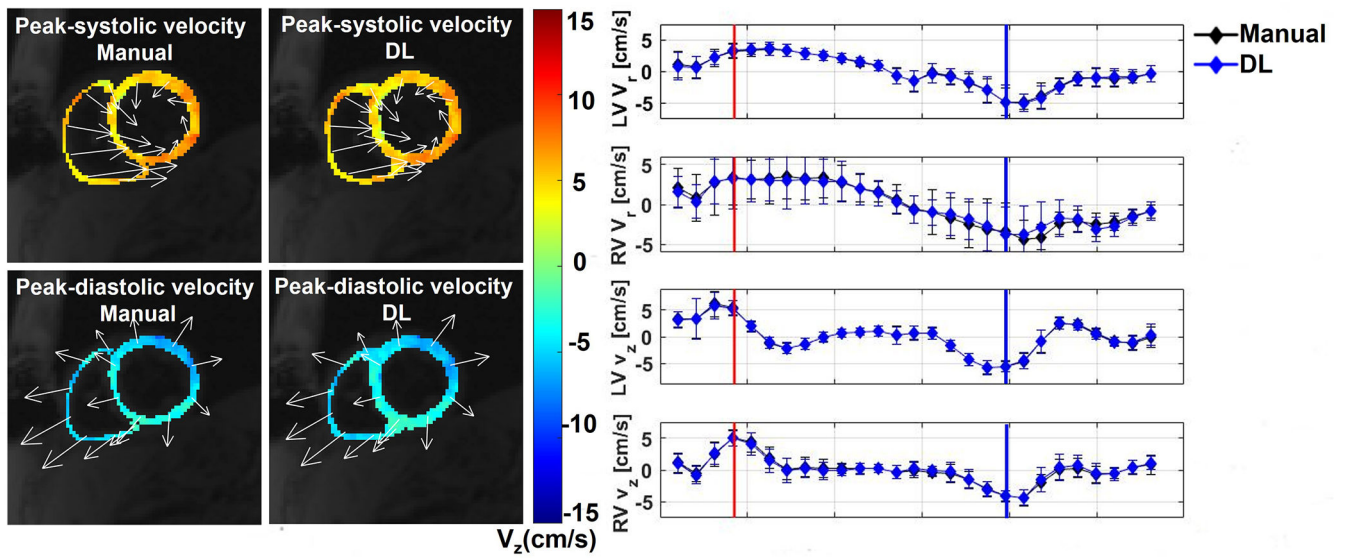 Peak-systolic velocity
Manual
Peak-systolic velocity
DL
Peak-diastolic velocity
Manual
Peak-diastolic velocity
DL
15
10
5
0
-5
-10
-15
Vz(cm/s)
LV Vr [cm/s]
5
0
-5
RV Vr [cm/s]
5
0
-5
LV vz [cm/s]
5
0
-5
RV vz [cm/s]
5
0
-5
Manual
DL